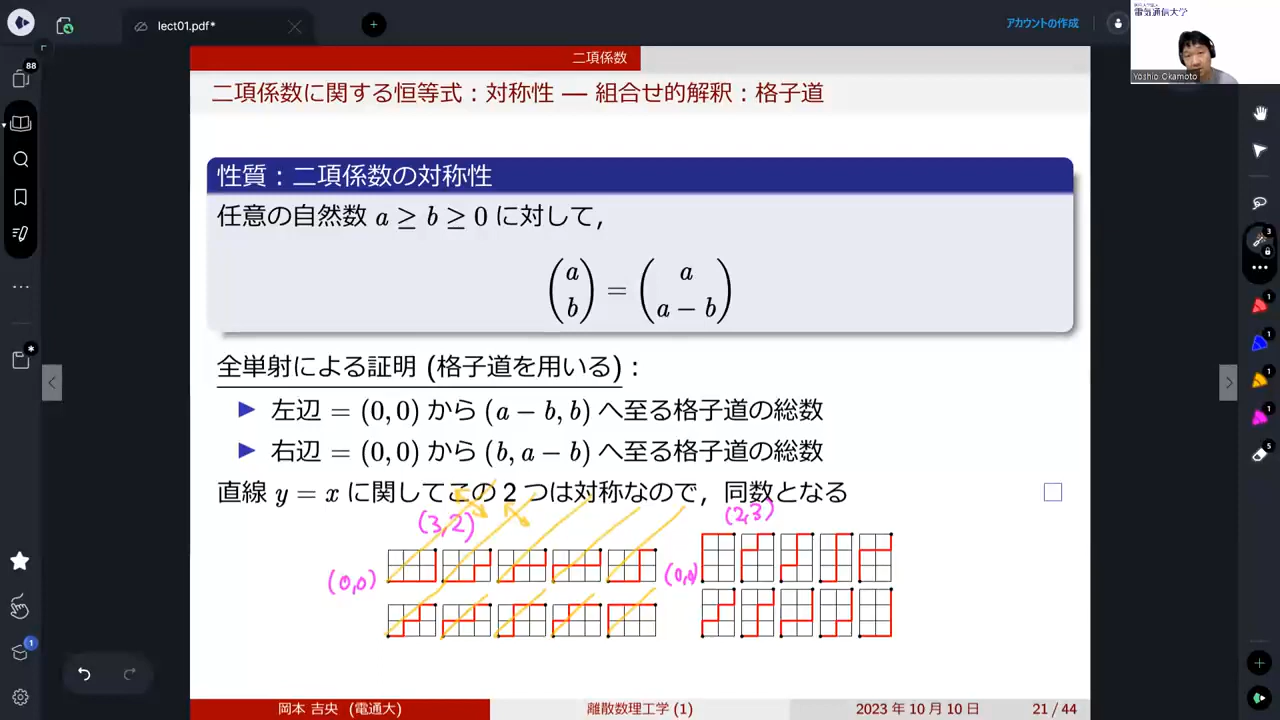 lect01.pdf*
アカウントの作成
電気通信大学
Yoshio Okamoto
88
二項係数
二項係数に関する恒等式：対称性 — 組合せ的解釈：格子道
性質：二項係数の対称性
任意の自然数 a ≥ b ≥ 0 に対して，
(a b) = (a a − b)
全単射による証明 (格子道を用いる)：
▶ 左辺 = (0, 0) から (a − b, b) へ至る格子道の総数
▶ 右辺 = (0, 0) から (b, a − b) へ至る格子道の総数
直線 y = x に関してこの 2 つは対称なので，同数となる
(3,2)
(2,3)
(0,0)
(0,0)
岡本 吉央 (電通大)
離散数理工学 (1)
2023 年 10 月 10 日
21 / 44
3
1
1
1
1
5
1